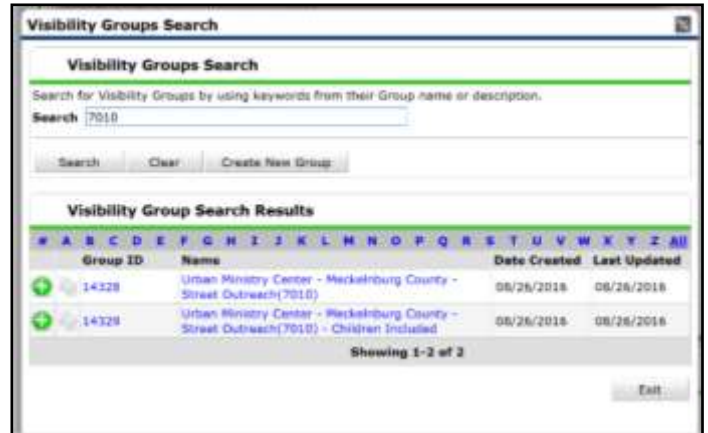 Visibility Groups Search
Visibility Groups Search
Search for Visibility Groups by using keywords from their Group name or description.
Search 7010
Search Clear Create New Group
Visibility Group Search Results
# A B C D E F G H I J K L M N O P Q R S T U V W X Y Z All
Group ID Name Date Created Last Updated
14328 Urban Ministry Center - Meckelnburg County - 08/26/2016 08/26/2016
Street Outreach(7010)
14329 Urban Ministry Center - Meckelnburg County - 08/26/2016 08/26/2016
Street Outreach(7010) - Children Included
Showing 1-2 of 2
Exit